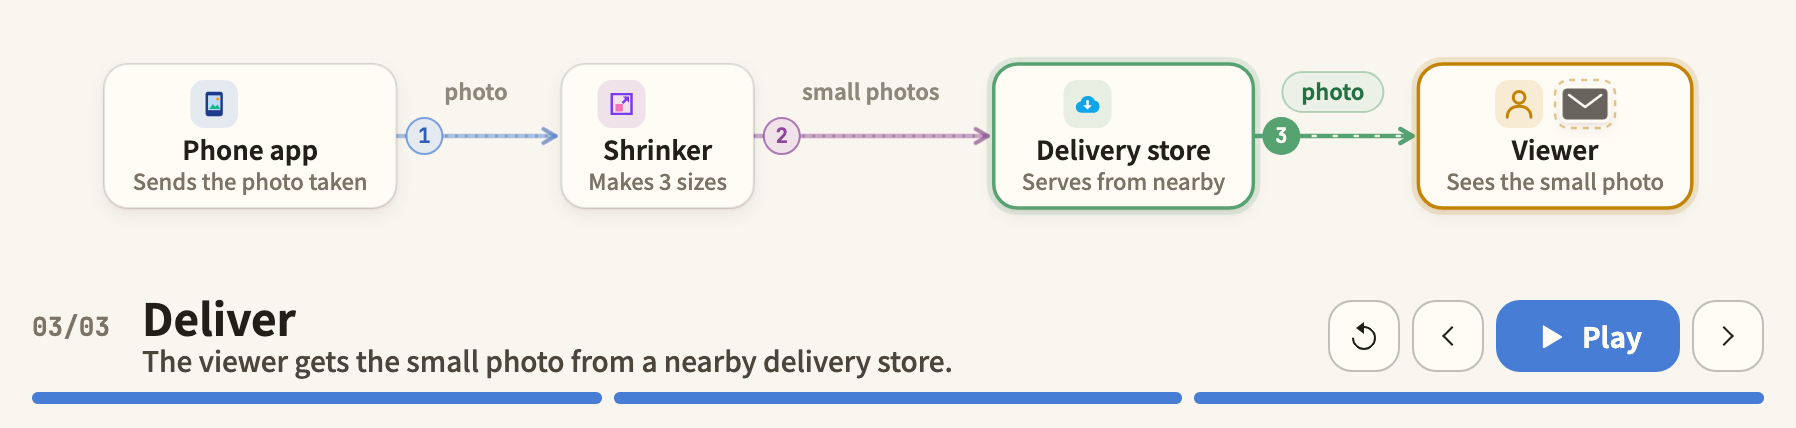 Phone app
Sends the photo taken
1
photo
Shrinker
Makes 3 sizes
2
small photos
Delivery store
Serves from nearby
3
photo
Viewer
Sees the small photo
03/03
Deliver
The viewer gets the small photo from a nearby delivery store.
Play